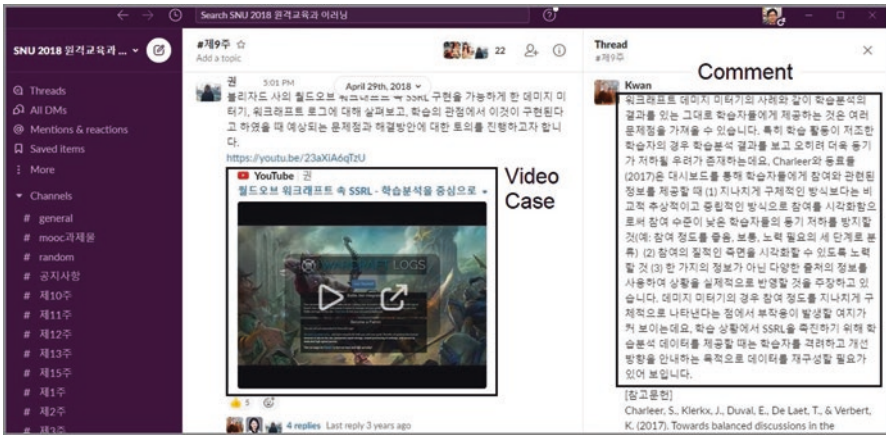 Search SNU 2018 원격교육과 이러닝
SNU 2018 원격교육과 ...
Threads
All DMs
Mentions & reactions
Saved items
More
Channels
# general
# mooc과제물
# random
# 공지사항
# 제10주
# 제11주
# 제12주
# 제13주
# 제15주
# 제1주
# 제2주
# 제3주
#제9주
Add a topic
22
권 5:01 PM
April 29th, 2018
블리자드 사의 월드오브 워크래프트 속 SSRL 구현을 가능하게 한 데미지 미
터기, 워크래프트 로그에 대해 살펴보고, 학습의 관점에서 이것이 구현된다
고 하였을 때 예상되는 문제점과 해결방안에 대한 토의를 진행하고자 합니
다.
https://youtu.be/23aXiA6qTzU
YouTube 권
월드오브 워크래프트 속 SSRL - 학습분석을 중심으로
WARCRAFT LOGS
5
4 replies Last reply 3 years ago
Video
Case
Thread
#제9주
Comment
Kwan
워크래프트 데미지 미터기의 사례와 같이 학습분석의
결과를 있는 그대로 학습자들에게 제공하는 것은 여러
문제점을 가져올 수 있습니다. 특히 학습 활동이 저조한
학습자의 경우 학습분석 결과를 보고 오히려 더욱 동기
가 저하될 우려가 존재하는데요, Charleer와 동료들
(2017)은 대시보드를 통해 학습자들에게 참여와 관련된
정보를 제공할 때 (1) 지나치게 구체적인 방식보다는 비
교적 추상적이고 중립적인 방식으로 참여를 시각화함으
로써 참여 수준이 낮은 학습자들의 동기 저하를 방지할
것(예: 참여 정도를 좋음, 보통, 노력 필요의 세 단계로 분
류) (2) 참여의 질적인 측면을 시각화할 수 있도록 노력
할 것 (3) 한 가지의 정보가 아닌 다양한 출처의 정보를
사용하여 상황을 실제적으로 반영할 것을 주장하고 있
습니다. 데미지 미터기의 경우 참여 정도를 지나치게 구
체적으로 나타낸다는 점에서 부작용이 발생할 여지가
커 보이는데요, 학습 상황에서 SSRL을 촉진하기 위해 학
습분석 데이터를 제공할 때는 학습자를 격려하고 개선
방향을 안내하는 목적으로 데이터를 재구성할 필요가
있어 보입니다.
[참고문헌]
Charleer, S., Klerkx, J., Duval, E., De Laet, T., & Verbert,
K. (2017). Towards balanced discussions in the